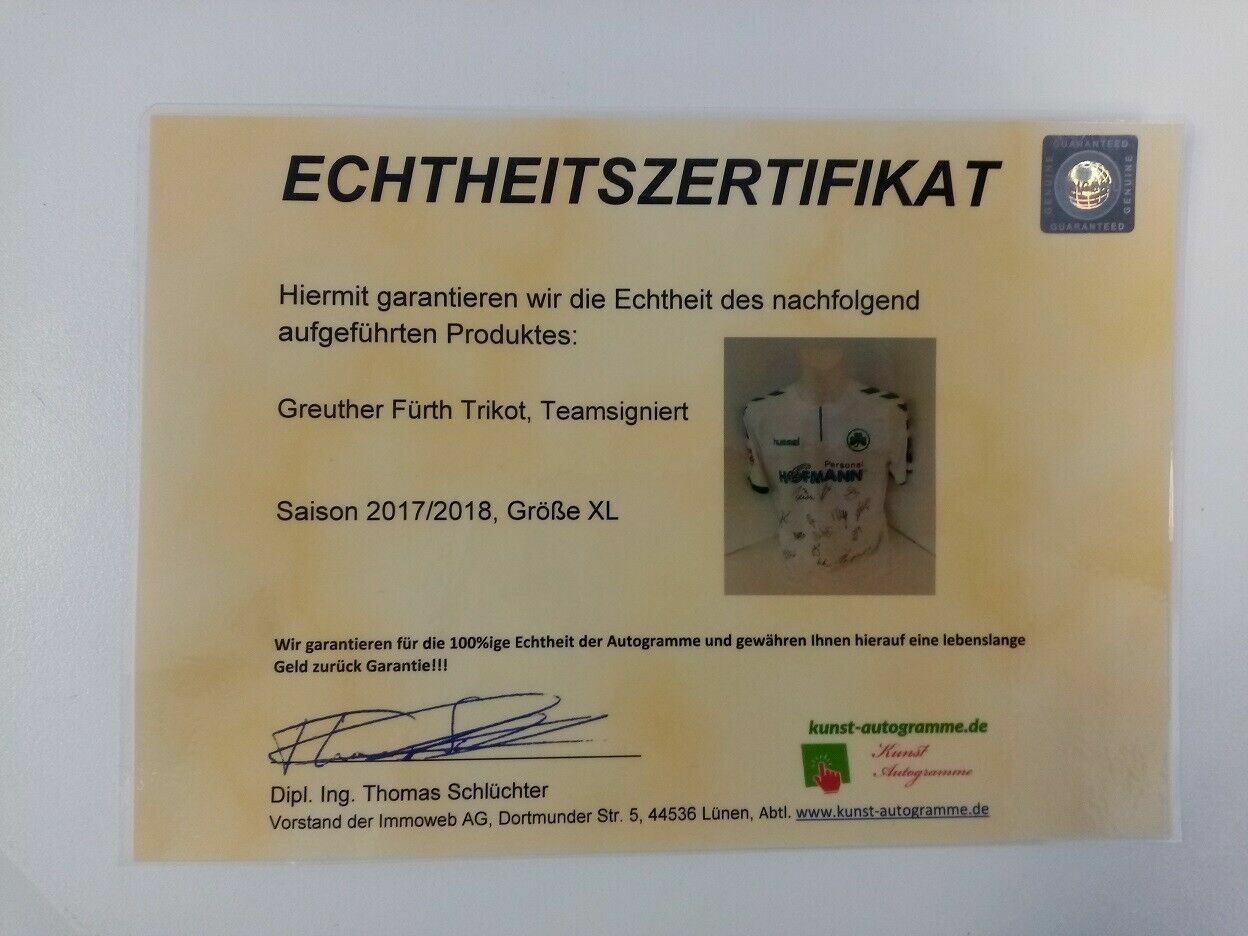 ECHTHEITSZERTIFIKAT
GUARANTEED
GENUINE
GENUINE
GUARANTEED
Hiermit garantieren wir die Echtheit des nachfolgend
aufgeführten Produktes:
Greuther Fürth Trikot, Teamsigniert
hummel
Personal
HOFMANN
Saison 2017/2018, Größe XL
Wir garantieren für die 100%ige Echtheit der Autogramme und gewähren Ihnen hierauf eine lebenslange
Geld zurück Garantie!!!
kunst-autogramme.de
Kunst
Autogramme
Dipl. Ing. Thomas Schlüchter
Vorstand der Immoweb AG, Dortmunder Str. 5, 44536 Lünen, Abtl. www.kunst-autogramme.de